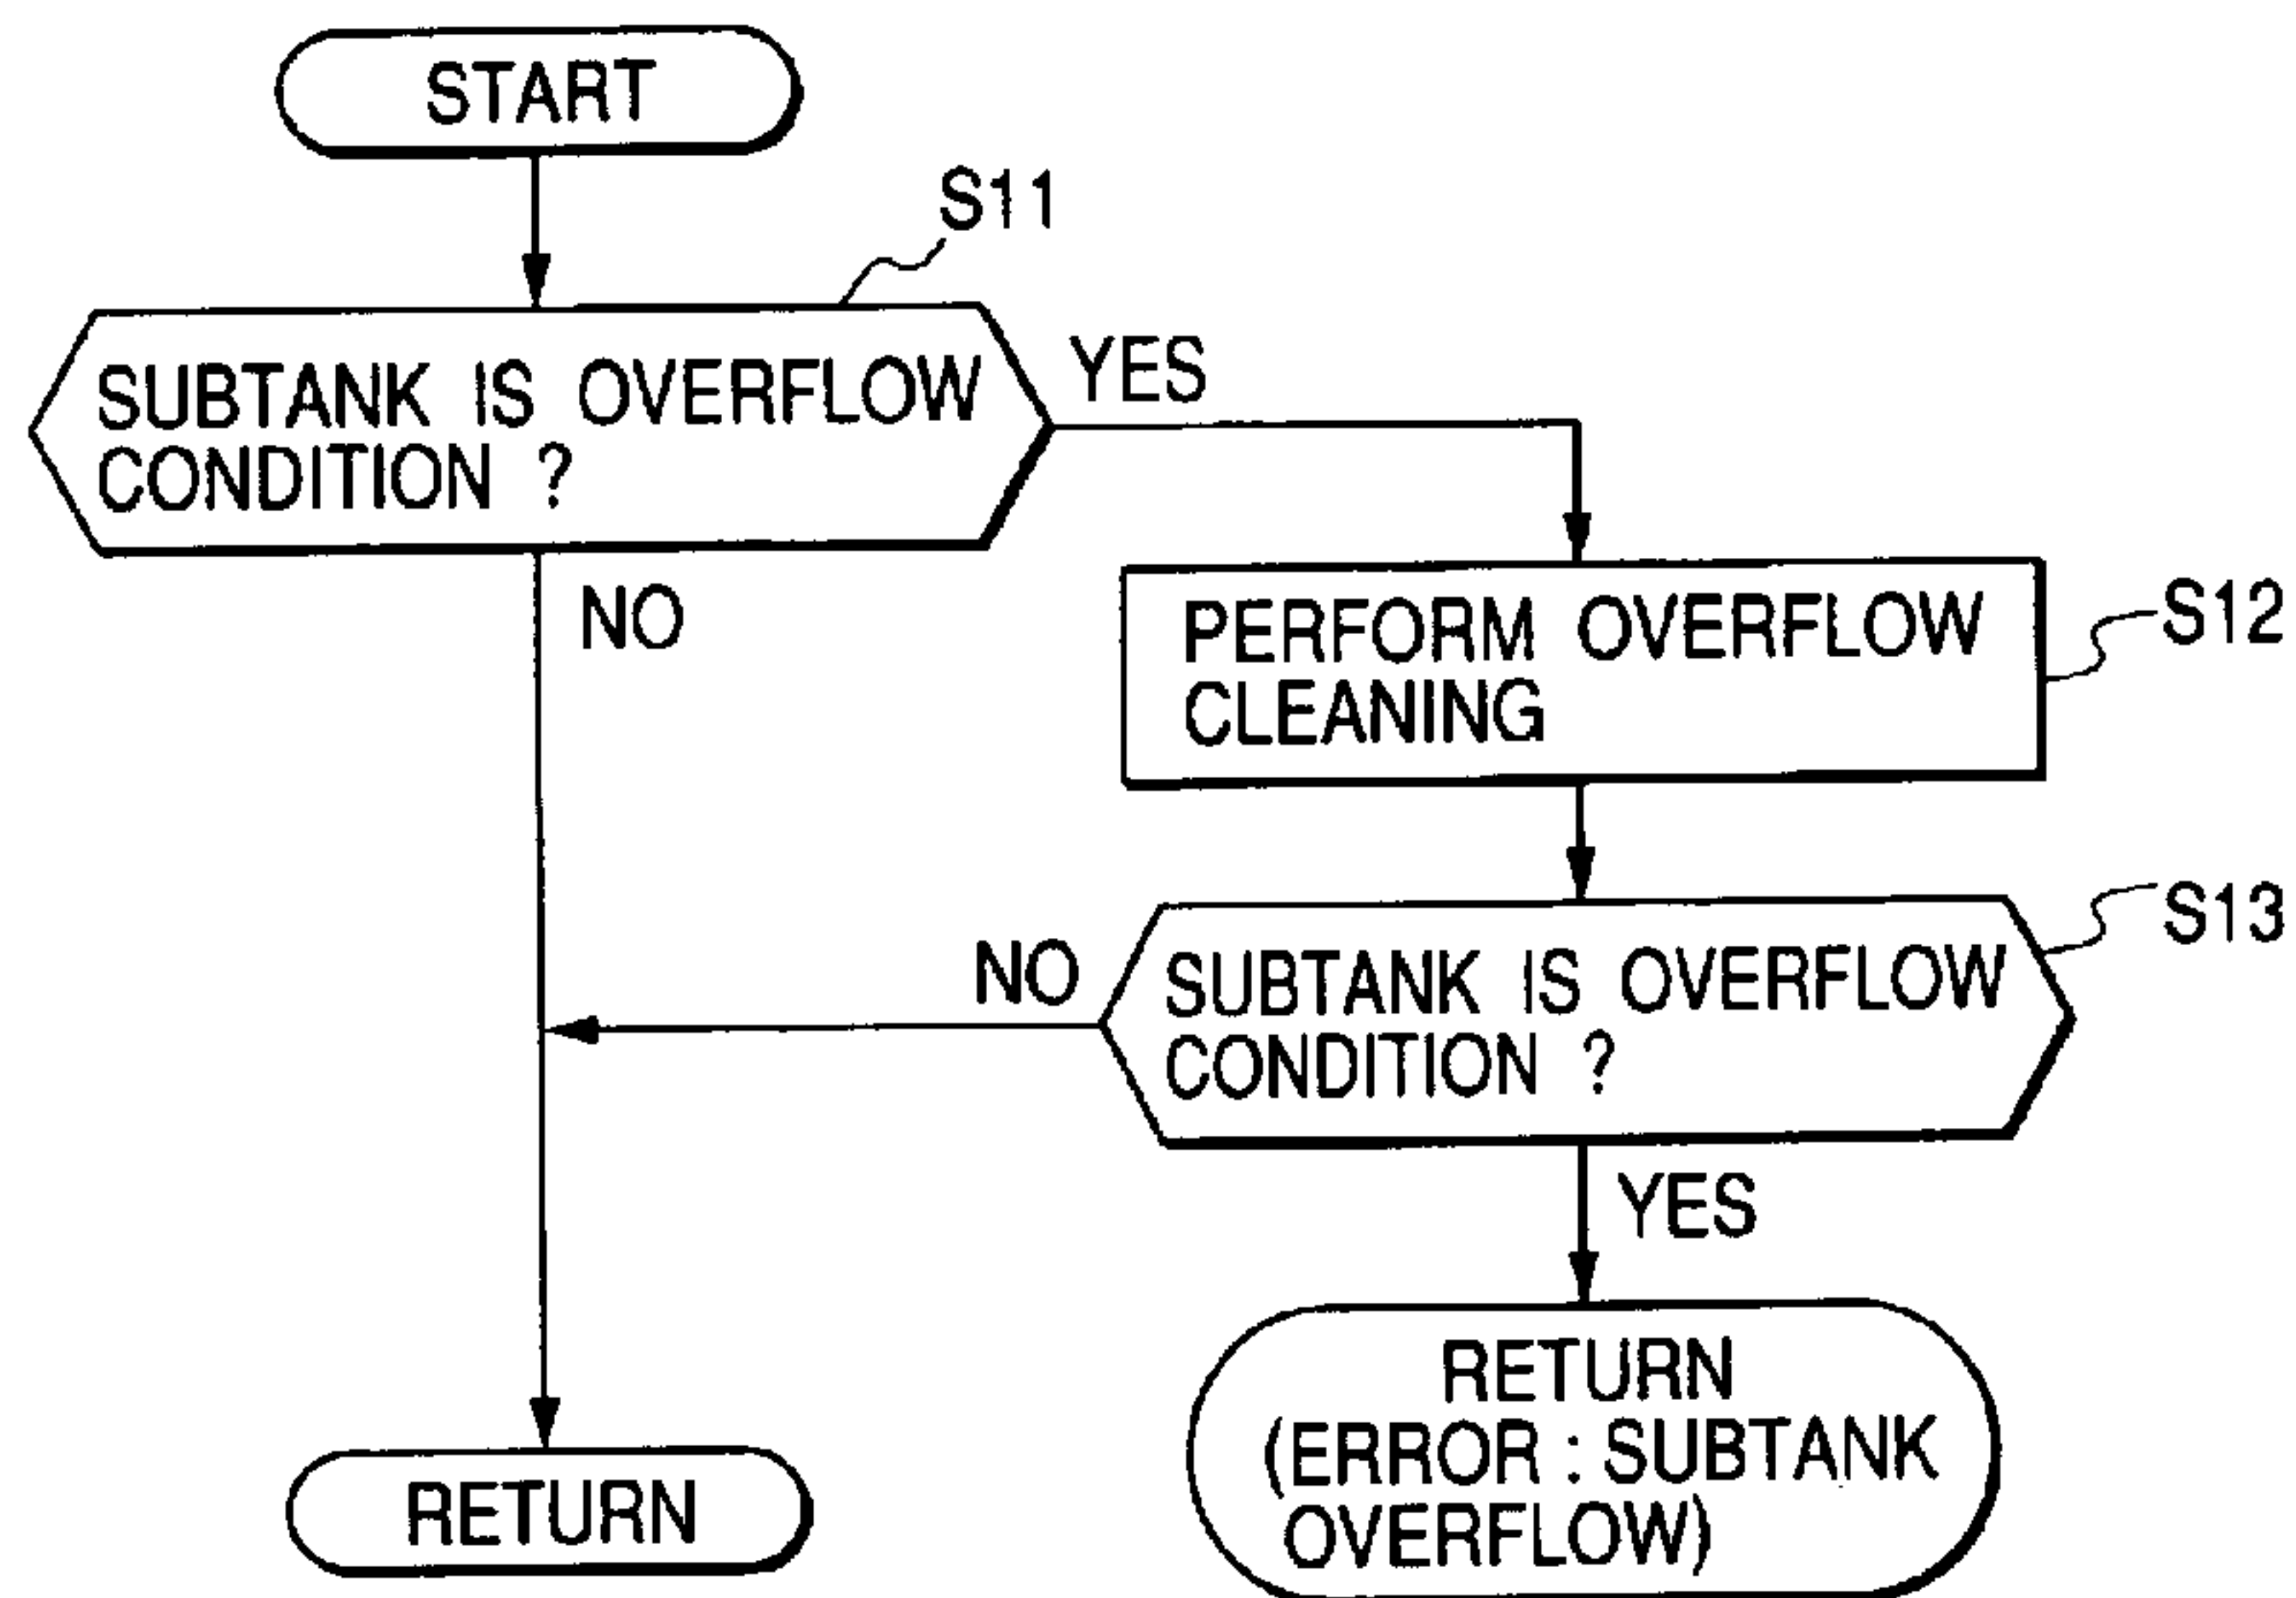 START
S11
SUBTANK IS OVERFLOW
CONDITION ?
YES
NO
PERFORM OVERFLOW
CLEANING
S12
S13
NO
SUBTANK IS OVERFLOW
CONDITION ?
YES
RETURN
(ERROR : SUBTANK
OVERFLOW)
RETURN